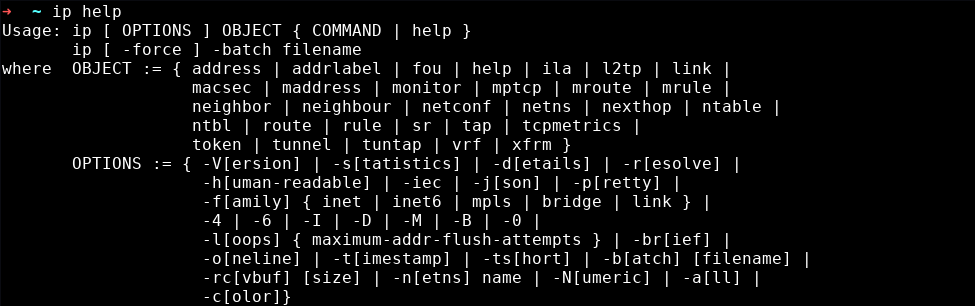 ➜  ~ ip help
Usage: ip [ OPTIONS ] OBJECT { COMMAND | help }
       ip [ -force ] -batch filename
where  OBJECT := { address | addrlabel | fou | help | ila | l2tp | link |
                   macsec | maddress | monitor | mptcp | mroute | mrule |
                   neighbor | neighbour | netconf | netns | nexthop | ntable |
                   ntbl | route | rule | sr | tap | tcpmetrics |
                   token | tunnel | tuntap | vrf | xfrm }
       OPTIONS := { -V[ersion] | -s[tatistics] | -d[etails] | -r[esolve] |
                    -h[uman-readable] | -iec | -j[son] | -p[retty] |
                    -f[amily] { inet | inet6 | mpls | bridge | link } |
                    -4 | -6 | -I | -D | -M | -B | -0 |
                    -l[oops] { maximum-addr-flush-attempts } | -br[ief] |
                    -o[neline] | -t[imestamp] | -ts[hort] | -b[atch] [filename] |
                    -rc[vbuf] [size] | -n[etns] name | -N[umeric] | -a[ll] |
                    -c[olor]}